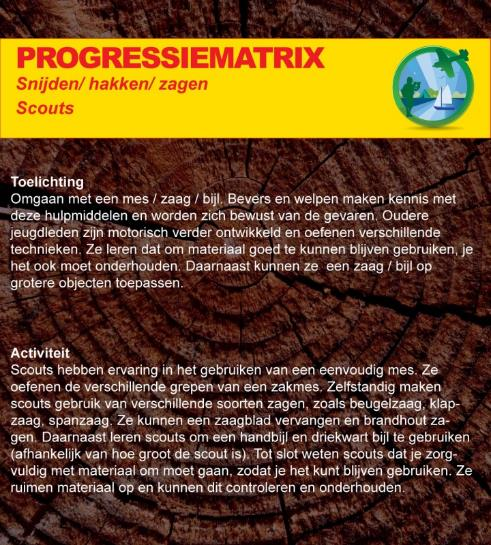 PROGRESSIEMATRIX
Snijden/ hakken/ zagen
Scouts
Toelichting
Omgaan met een mes / zaag / bijl. Bevers en welpen maken kennis met
deze hulpmiddelen en worden zich bewust van de gevaren. Oudere
jeugdleden zijn motorisch verder ontwikkeld en oefenen verschillende
technieken. Ze leren dat om materiaal goed te kunnen blijven gebruiken, je
het ook moet onderhouden. Daarnaast kunnen ze  een zaag / bijl op
grotere objecten toepassen.
Activiteit
Scouts hebben ervaring in het gebruiken van een eenvoudig mes. Ze
oefenen de verschillende grepen van een zakmes. Zelfstandig maken
scouts gebruik van verschillende soorten zagen, zoals beugelzaag, klap-
zaag, spanzaag. Ze kunnen een zaagblad vervangen en brandhout za-
gen. Daarnaast leren scouts om een handbijl en driekwart bijl te gebruiken
(afhankelijk van hoe groot de scout is). Tot slot weten scouts dat je zorg-
vuldig met materiaal om moet gaan, zodat je het kunt blijven gebruiken. Ze
ruimen materiaal op en kunnen dit controleren en onderhouden.